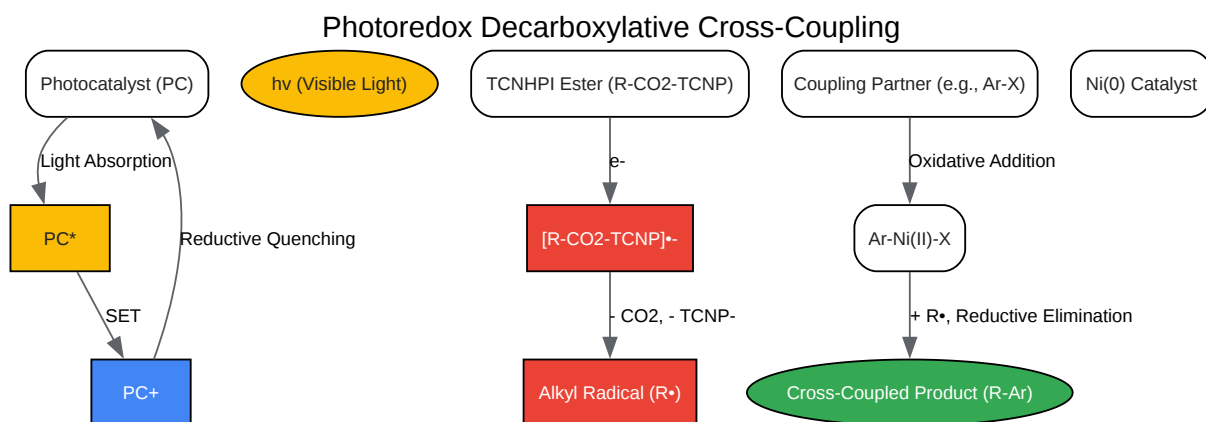 Photoredox Decarboxylative Cross-Coupling
Photocatalyst (PC)
hv (Visible Light)
TCNHPI Ester (R-CO2-TCNP)
Coupling Partner (e.g., Ar-X)
Ni(0) Catalyst
Light Absorption
e-
Oxidative Addition
PC*
Reductive Quenching
[R-CO2-TCNP]•-
Ar-Ni(II)-X
SET
- CO2, - TCNP-
+ R•, Reductive Elimination
PC+
Alkyl Radical (R•)
Cross-Coupled Product (R-Ar)